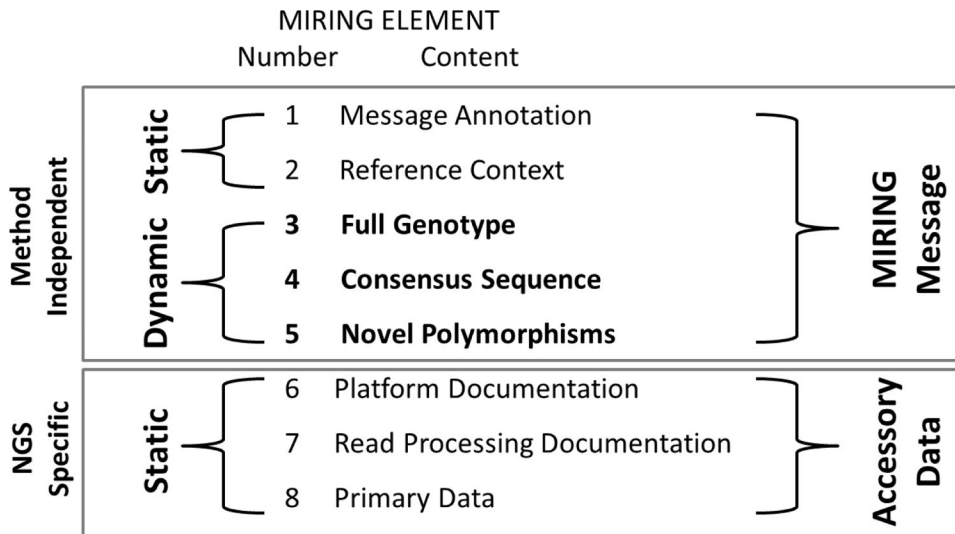 MIRING ELEMENT
Number Content
Method
Independent
Static
1 Message Annotation
2 Reference Context
Dynamic
3 Full Genotype
4 Consensus Sequence
5 Novel Polymorphisms
MIRING
Message
NGS
Specific
Static
6 Platform Documentation
7 Read Processing Documentation
8 Primary Data
Accessory
Data